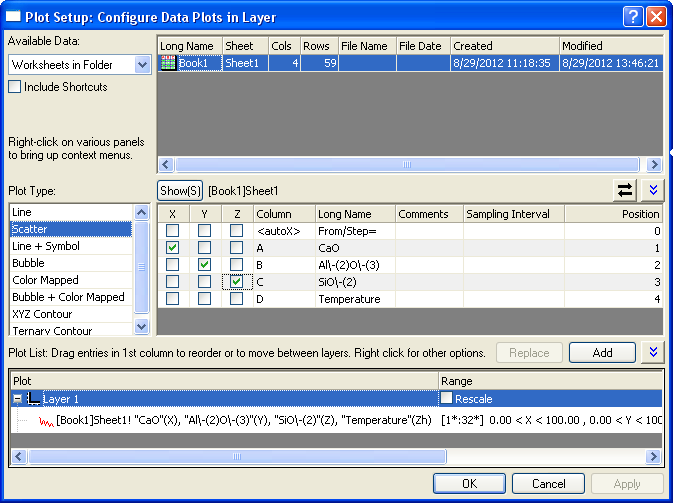 Plot Setup: Configure Data Plots in Layer
Available Data:
Worksheets in Folder
Include Shortcuts
Right-click on various panels
to bring up context menus.
Long Name Sheet Cols Rows File Name File Date Created Modified
Book1 Sheet1 4 59 8/29/2012 11:18:35 8/29/2012 13:46:21
Plot Type:
Line
Scatter
Line + Symbol
Bubble
Color Mapped
Bubble + Color Mapped
XYZ Contour
Ternary Contour
Show(S) [Book1]Sheet1
X Y Z Column Long Name Comments Sampling Interval Position
<autoX> From/Step= 0
A CaO 1
B Al\-(2)O\-(3) 2
C SiO\-(2) 3
D Temperature 4
Plot List: Drag entries in 1st column to reorder or to move between layers. Right click for other options.
Replace
Add
Plot Range
Layer 1 Rescale
[Book1]Sheet1! "CaO"(X), "Al\-(2)O\-(3)"(Y), "SiO\-(2)"(Z), "Temperature"(Zh) [1*:32*] 0.00 < X < 100.00 , 0.00 < Y < 100
OK Cancel Apply